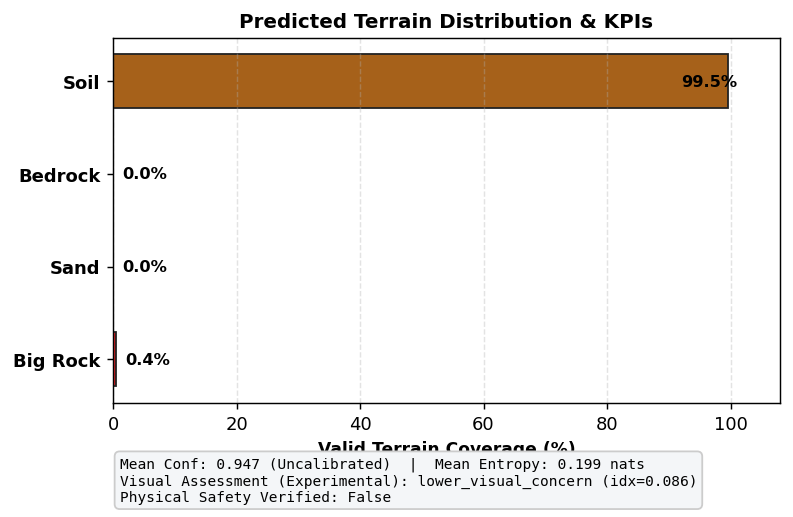 Predicted Terrain Distribution & KPIs
Soil
99.5%
Bedrock
0.0%
Sand
0.0%
Big Rock
0.4%
0 20 40 60 80 100
Valid Terrain Coverage (%)
Mean Conf: 0.947 (Uncalibrated) | Mean Entropy: 0.199 nats
Visual Assessment (Experimental): lower_visual_concern (idx=0.086)
Physical Safety Verified: False